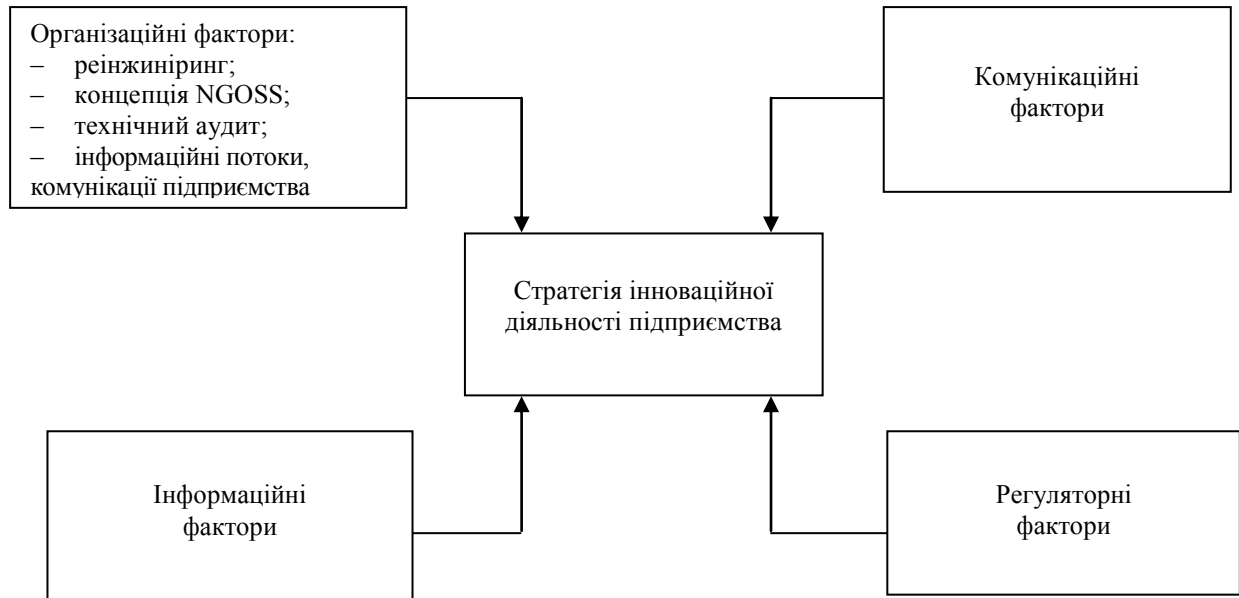 Організаційні фактори:
– реінжиніринг;
– концепція NGOSS;
– технічний аудит;
– інформаційні потоки,
комунікації підприємства
Комунікаційні
фактори
Стратегія інноваційної
діяльності підприємства
Інформаційні
фактори
Регуляторні
фактори